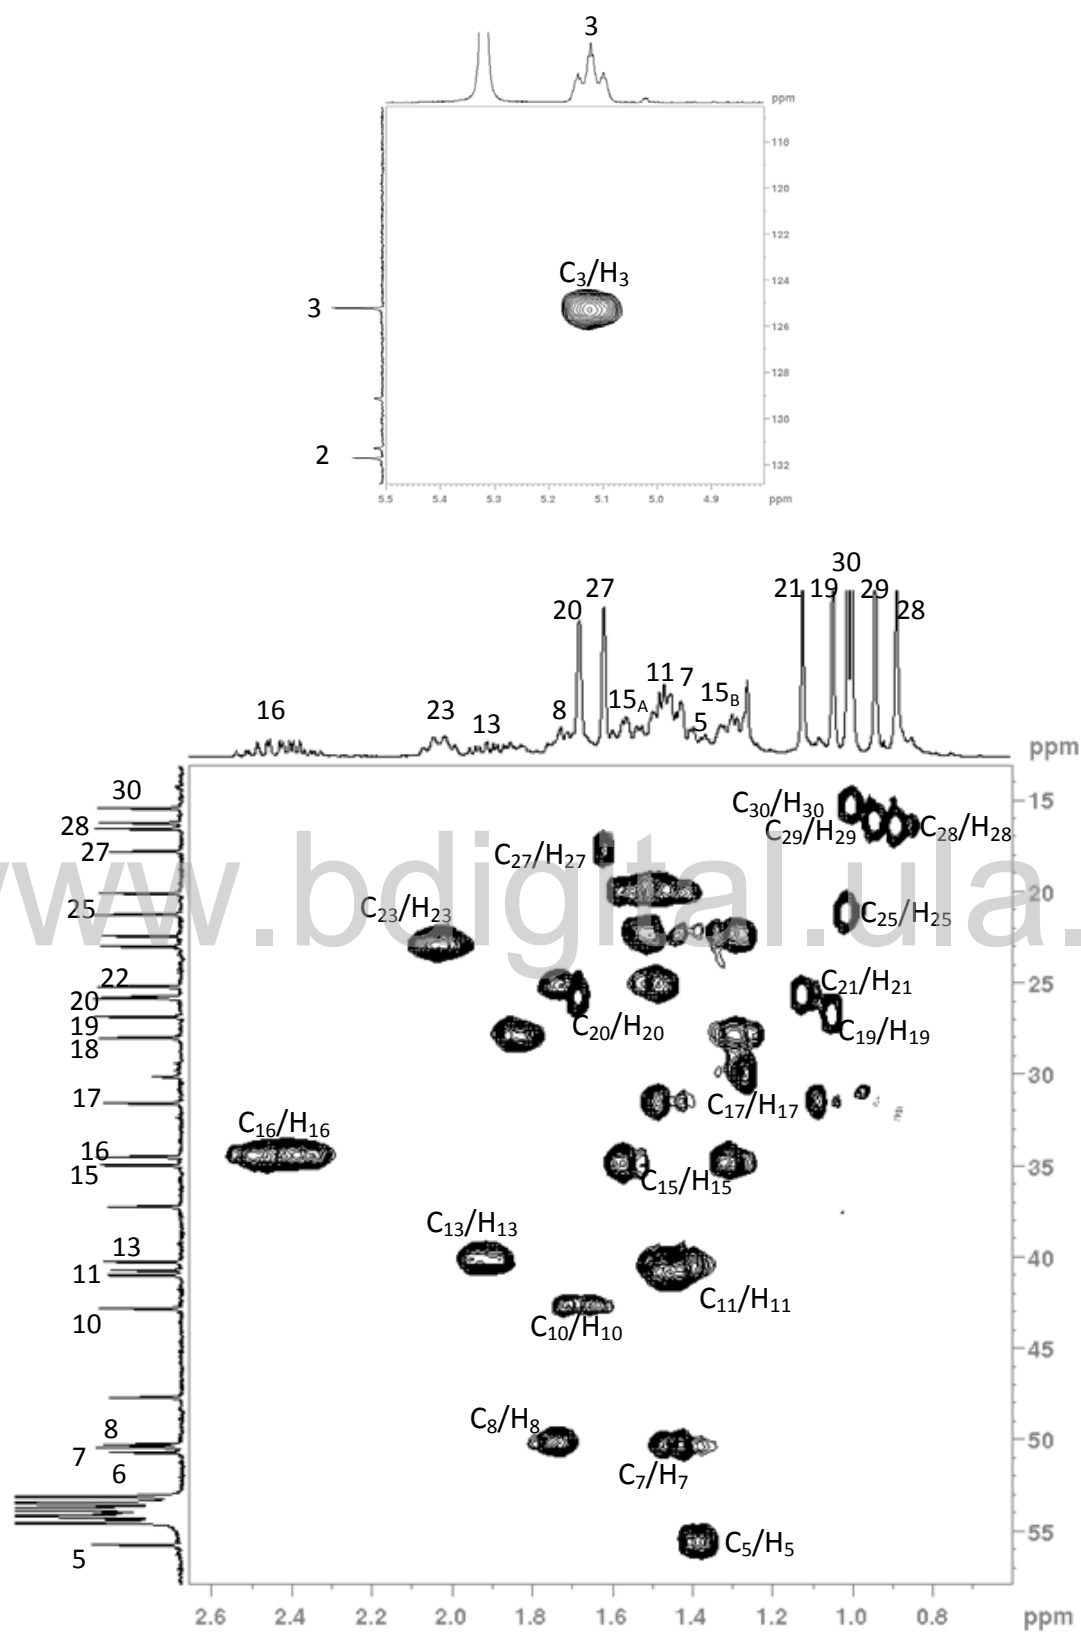 3
ppm
118
120
122
C3/H3
124
3
126
128
130
2
132
5.5 5.4 5.3 5.2 5.1 5.0 4.9 ppm
30
27 21 19 29
20 28
11 7
16 23 13 8 15A 5 15B
ppm
30 C30/H30 15
28 C29/H29 C28/H28
27 C27/H27
www.bdigital.ula.
20
25 C23/H23 C25/H25
22 C21/H21 25
20 C20/H20 C19/H19
19
18
30
17 C17/H17
C16/H16
16
15 C15/H15 35
C13/H13
13 40
11 C11/H11
10 C10/H10
45
8 C8/H8
7 50
6 C7/H7
5 C5/H5 55
2.6 2.4 2.2 2.0 1.8 1.6 1.4 1.2 1.0 0.8 ppm